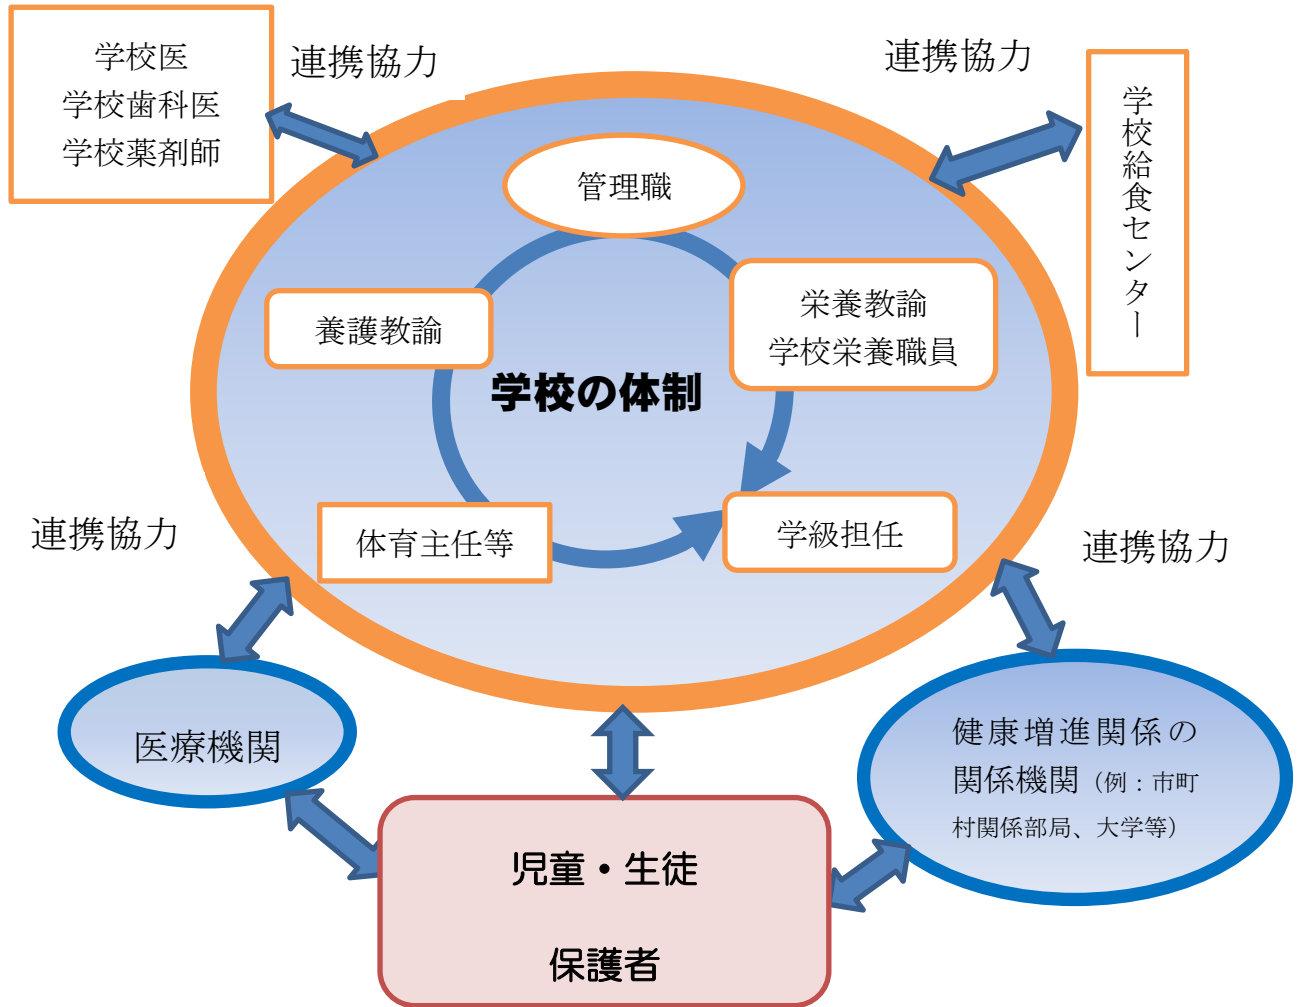 学校医
学校歯科医
学校薬剤師
連携協力
連携協力
学校給食センター
管理職
養護教諭
栄養教諭
学校栄養職員
学校の体制
体育主任等
学級担任
連携協力
連携協力
医療機関
健康増進関係の
関係機関（例：市町
村関係部局、大学等）
児童・生徒
保護者